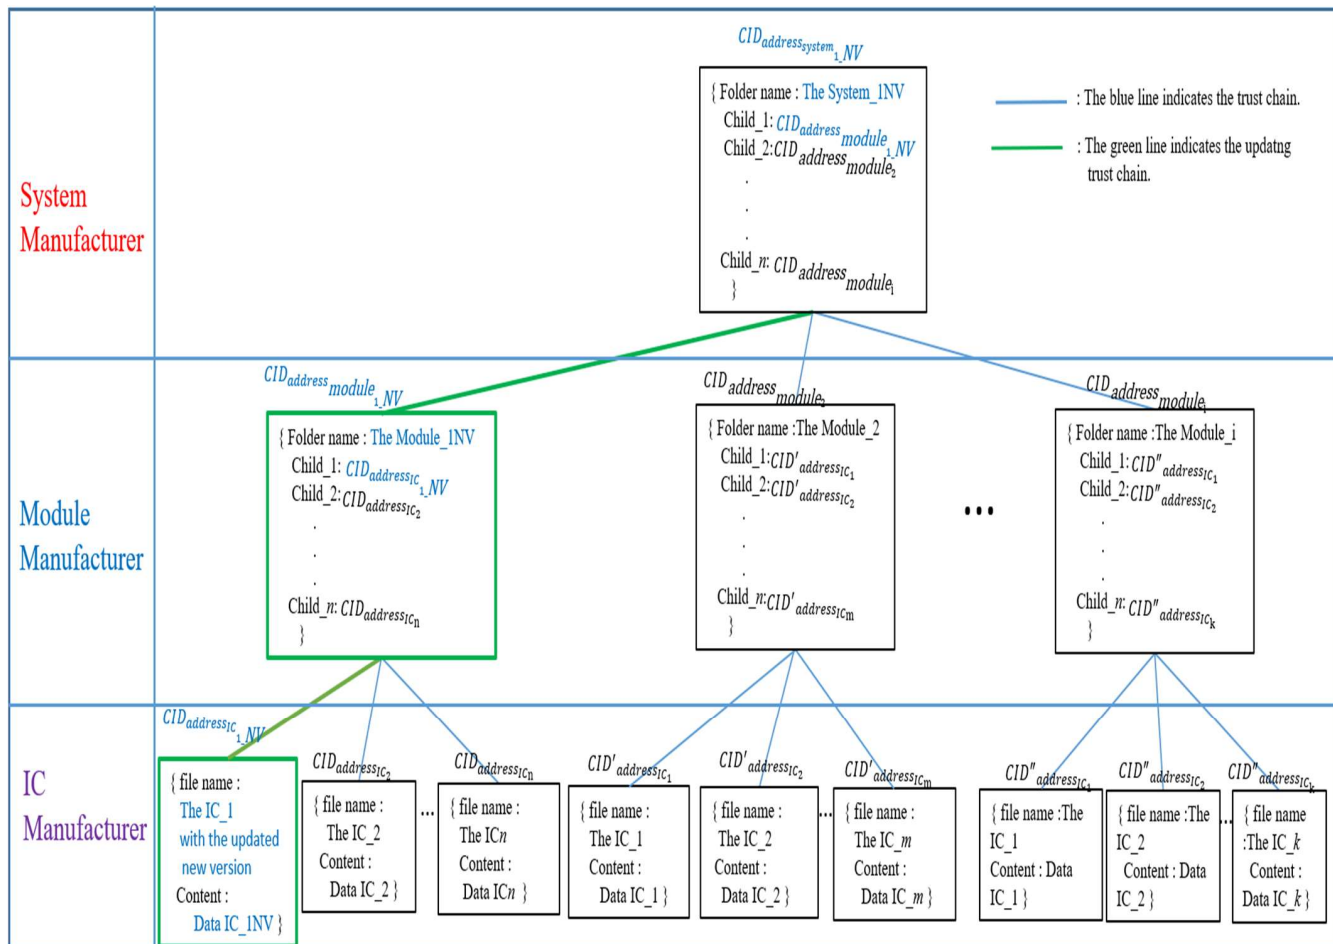 CIDaddresssystem1_NV
{ Folder name : The System_1NV
Child_1: CIDaddressmodule1_NV
Child_2:CIDaddressmodule2
.
.
.
Child_n: CIDaddressmodulei
}
: The blue line indicates the trust chain.
: The green line indicates the updatng
trust chain.
System
Manufacturer
CIDaddressmodule1_NV
{ Folder name : The Module_1NV
Child_1: CIDaddressIC1_NV
Child_2:CIDaddressIC2
.
.
.
Child_n: CIDaddressICn
}
CIDaddressmodule2
{ Folder name :The Module_2
Child_1:CID'addressIC1
Child_2:CID'addressIC2
.
.
.
Child_n:CID'addressICm
}
...
CIDaddressmodulei
{ Folder name :The Module_i
Child_1:CID"addressIC1
Child_2:CID"addressIC2
.
.
.
Child_n:CID"addressICk
}
Module
Manufacturer
IC
Manufacturer
CIDaddressIC1_NV
{ file name :
The IC_1
with the updated
new version
Content :
Data IC_1NV }
CIDaddressIC2
{ file name :
The IC_2
Content :
Data IC_2 }
...
CIDaddressICn
{ file name :
The ICn
Content :
Data ICn }
CID'addressIC1
{ file name :
The IC_1
Content :
Data IC_1 }
CID'addressIC2
{ file name :
The IC_2
Content :
Data IC_2 }
...
CID'addressICm
{ file name :
The IC_m
Content :
Data IC_m }
CID"addressIC1
{ file name :The
IC_1
Content : Data
IC_1 }
CID"addressIC2
{ file name :The
IC_2
Content : Data
IC_2 }
...
CID"addressICk
{ file name
:The IC_k
Content :
Data IC_k }